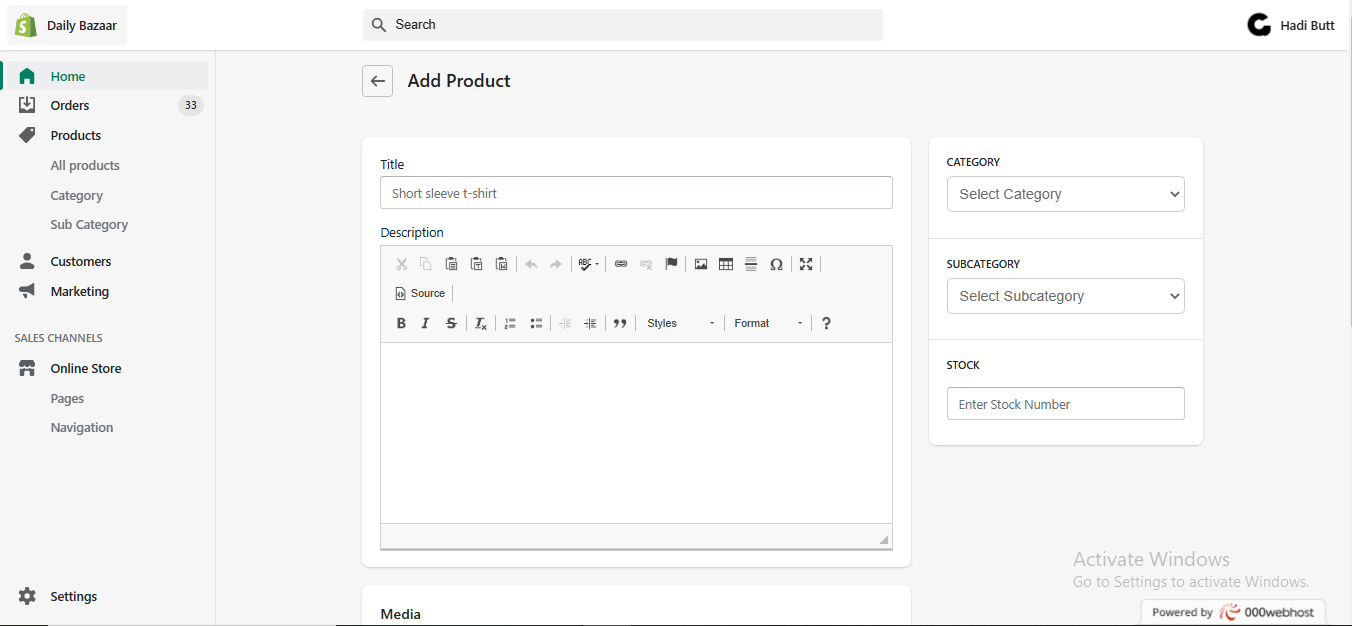 Daily Bazaar
Search
Hadi Butt
Home
Orders 33
Products
All products
Category
Sub Category
Customers
Marketing
SALES CHANNELS
Online Store
Pages
Navigation
Settings
Add Product
Title
Short sleeve t-shirt
Description
ABC
Source
B I S Ix Styles Format ?
Media
CATEGORY
Select Category
SUBCATEGORY
Select Subcategory
STOCK
Enter Stock Number
Activate Windows
Go to Settings to activate Windows.
Powered by 000webhost